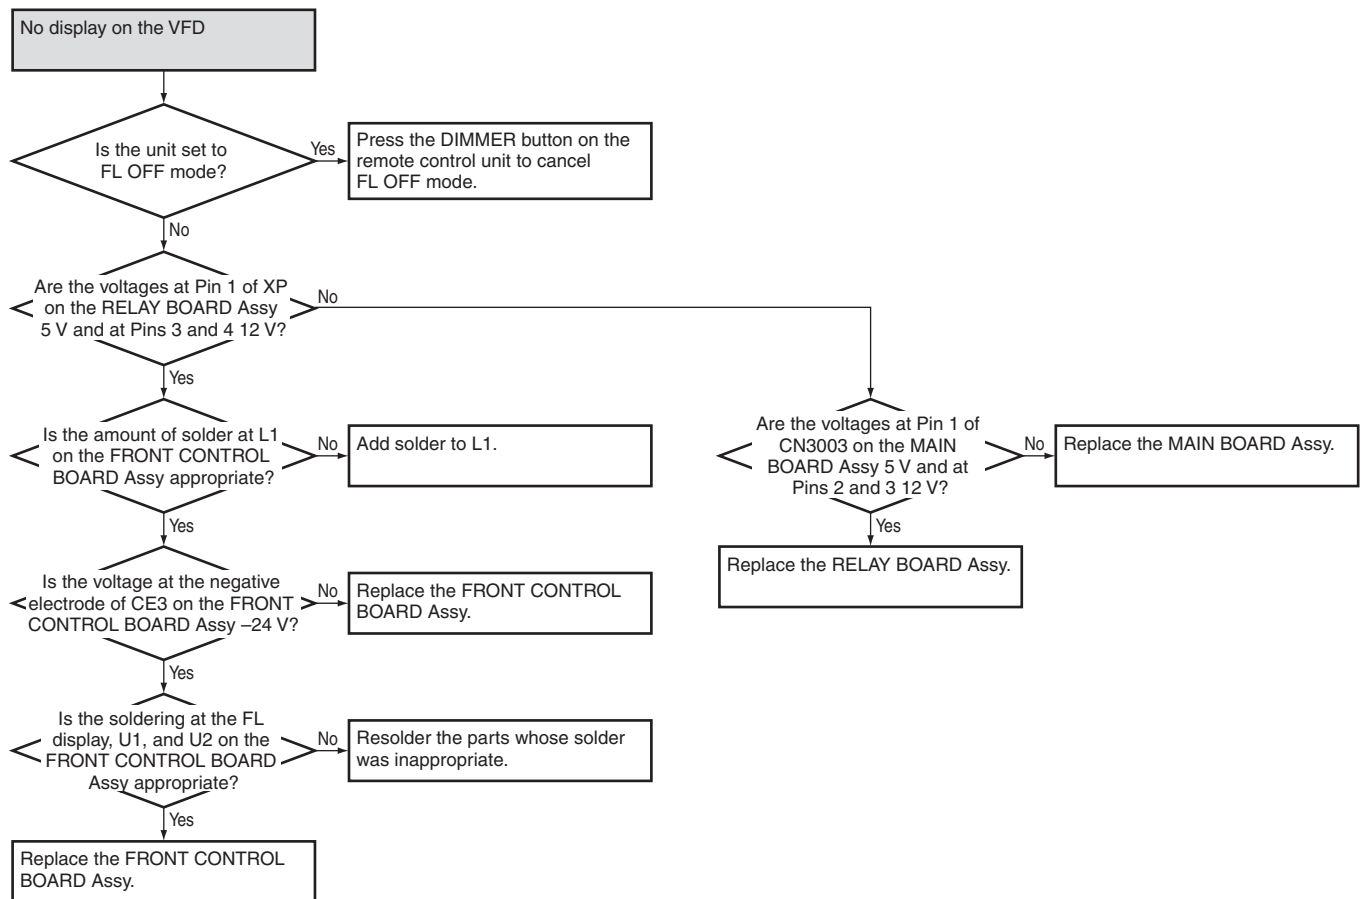 No display on the VFD
Is the unit set to
FL OFF mode?
Yes
Press the DIMMER button on the
remote control unit to cancel
FL OFF mode.
No
Are the voltages at Pin 1 of XP
on the RELAY BOARD Assy
5 V and at Pins 3 and 4 12 V?
No
Yes
Is the amount of solder at L1
on the FRONT CONTROL
BOARD Assy appropriate?
No
Add solder to L1.
Are the voltages at Pin 1 of
CN3003 on the MAIN
BOARD Assy 5 V and at
Pins 2 and 3 12 V?
No
Replace the MAIN BOARD Assy.
Yes
Replace the RELAY BOARD Assy.
Yes
Is the voltage at the negative
electrode of CE3 on the FRONT
CONTROL BOARD Assy –24 V?
No
Replace the FRONT CONTROL
BOARD Assy.
Yes
Is the soldering at the FL
display, U1, and U2 on the
FRONT CONTROL BOARD
Assy appropriate?
No
Resolder the parts whose solder
was inappropriate.
Yes
Replace the FRONT CONTROL
BOARD Assy.